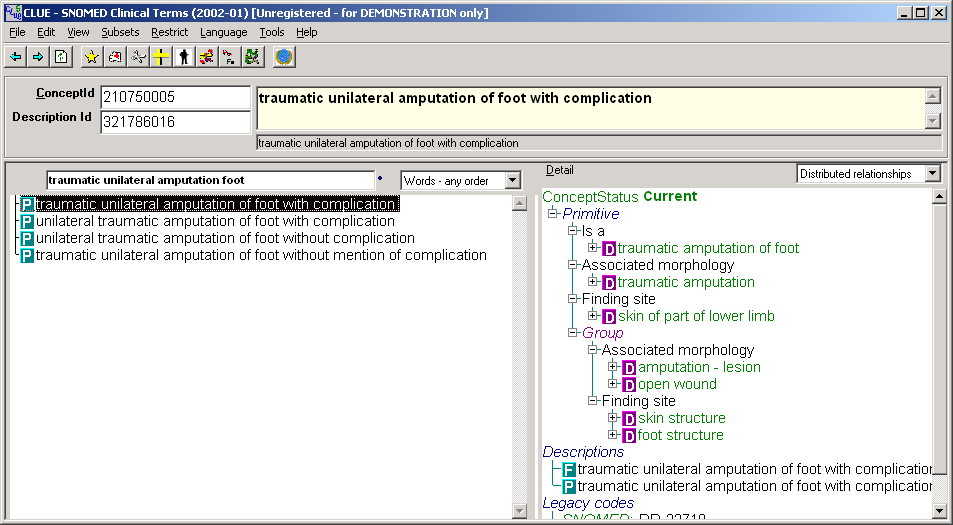 CLUE - SNOMED Clinical Terms (2002-01) [Unregistered - for DEMONSTRATION only]
File Edit View Subsets Restrict Language Tools Help
ConceptId 210750005
Description Id 321786016
traumatic unilateral amputation of foot with complication
traumatic unilateral amputation of foot with complication
traumatic unilateral amputation foot
Words - any order
P traumatic unilateral amputation of foot with complication
P unilateral traumatic amputation of foot with complication
P unilateral traumatic amputation of foot without complication
P traumatic unilateral amputation of foot without mention of complication
Detail
Distributed relationships
ConceptStatus Current
Primitive
Is a
D traumatic amputation of foot
Associated morphology
D traumatic amputation
Finding site
D skin of part of lower limb
Group
Associated morphology
D amputation - lesion
D open wound
Finding site
D skin structure
D foot structure
Descriptions
F traumatic unilateral amputation of foot with complication
P traumatic unilateral amputation of foot with complication
Legacy codes